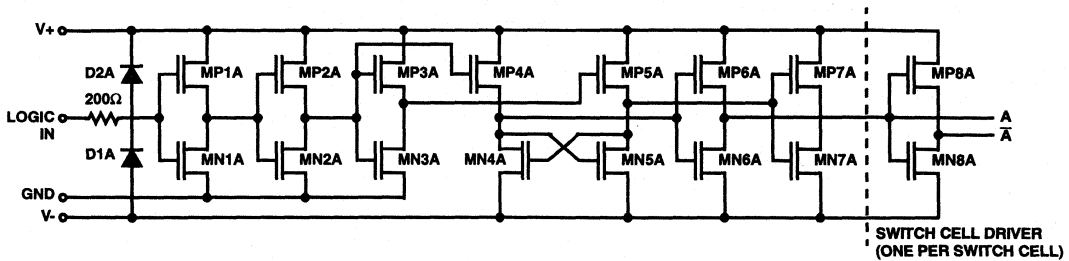 V+
D2A
200Ω
LOGIC
IN
D1A
GND
V-
MP1A
MP2A
MP3A
MP4A
MP5A
MP6A
MP7A
MP8A
A
A̅
MN1A
MN2A
MN3A
MN4A
MN5A
MN6A
MN7A
MN8A
SWITCH CELL DRIVER
(ONE PER SWITCH CELL)